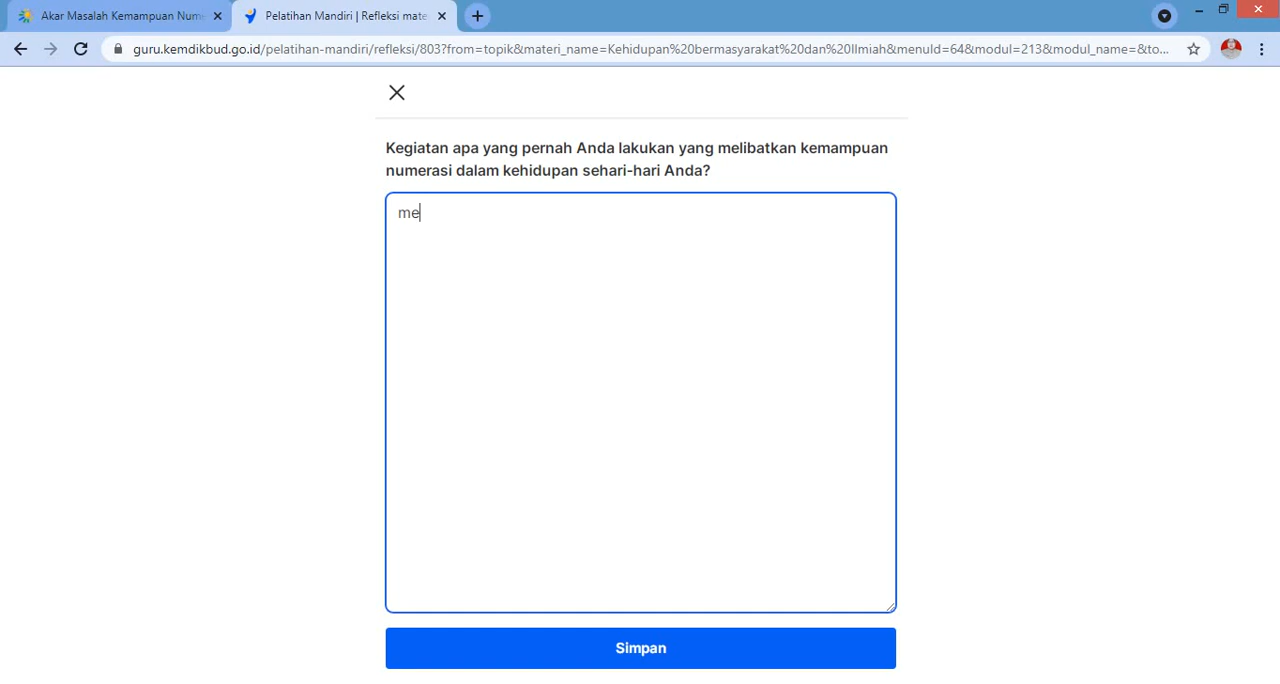 Akar Masalah Kemampuan Nume
Pelatihan Mandiri | Refleksi mate
guru.kemdikbud.go.id/pelatihan-mandiri/refleksi/803?from=topik&materi_name=Kehidupan%20bermasyarakat%20dan%20Ilmiah&menuId=64&modul=213&modul_name=&to...
Kegiatan apa yang pernah Anda lakukan yang melibatkan kemampuan
numerasi dalam kehidupan sehari-hari Anda?
me
Simpan